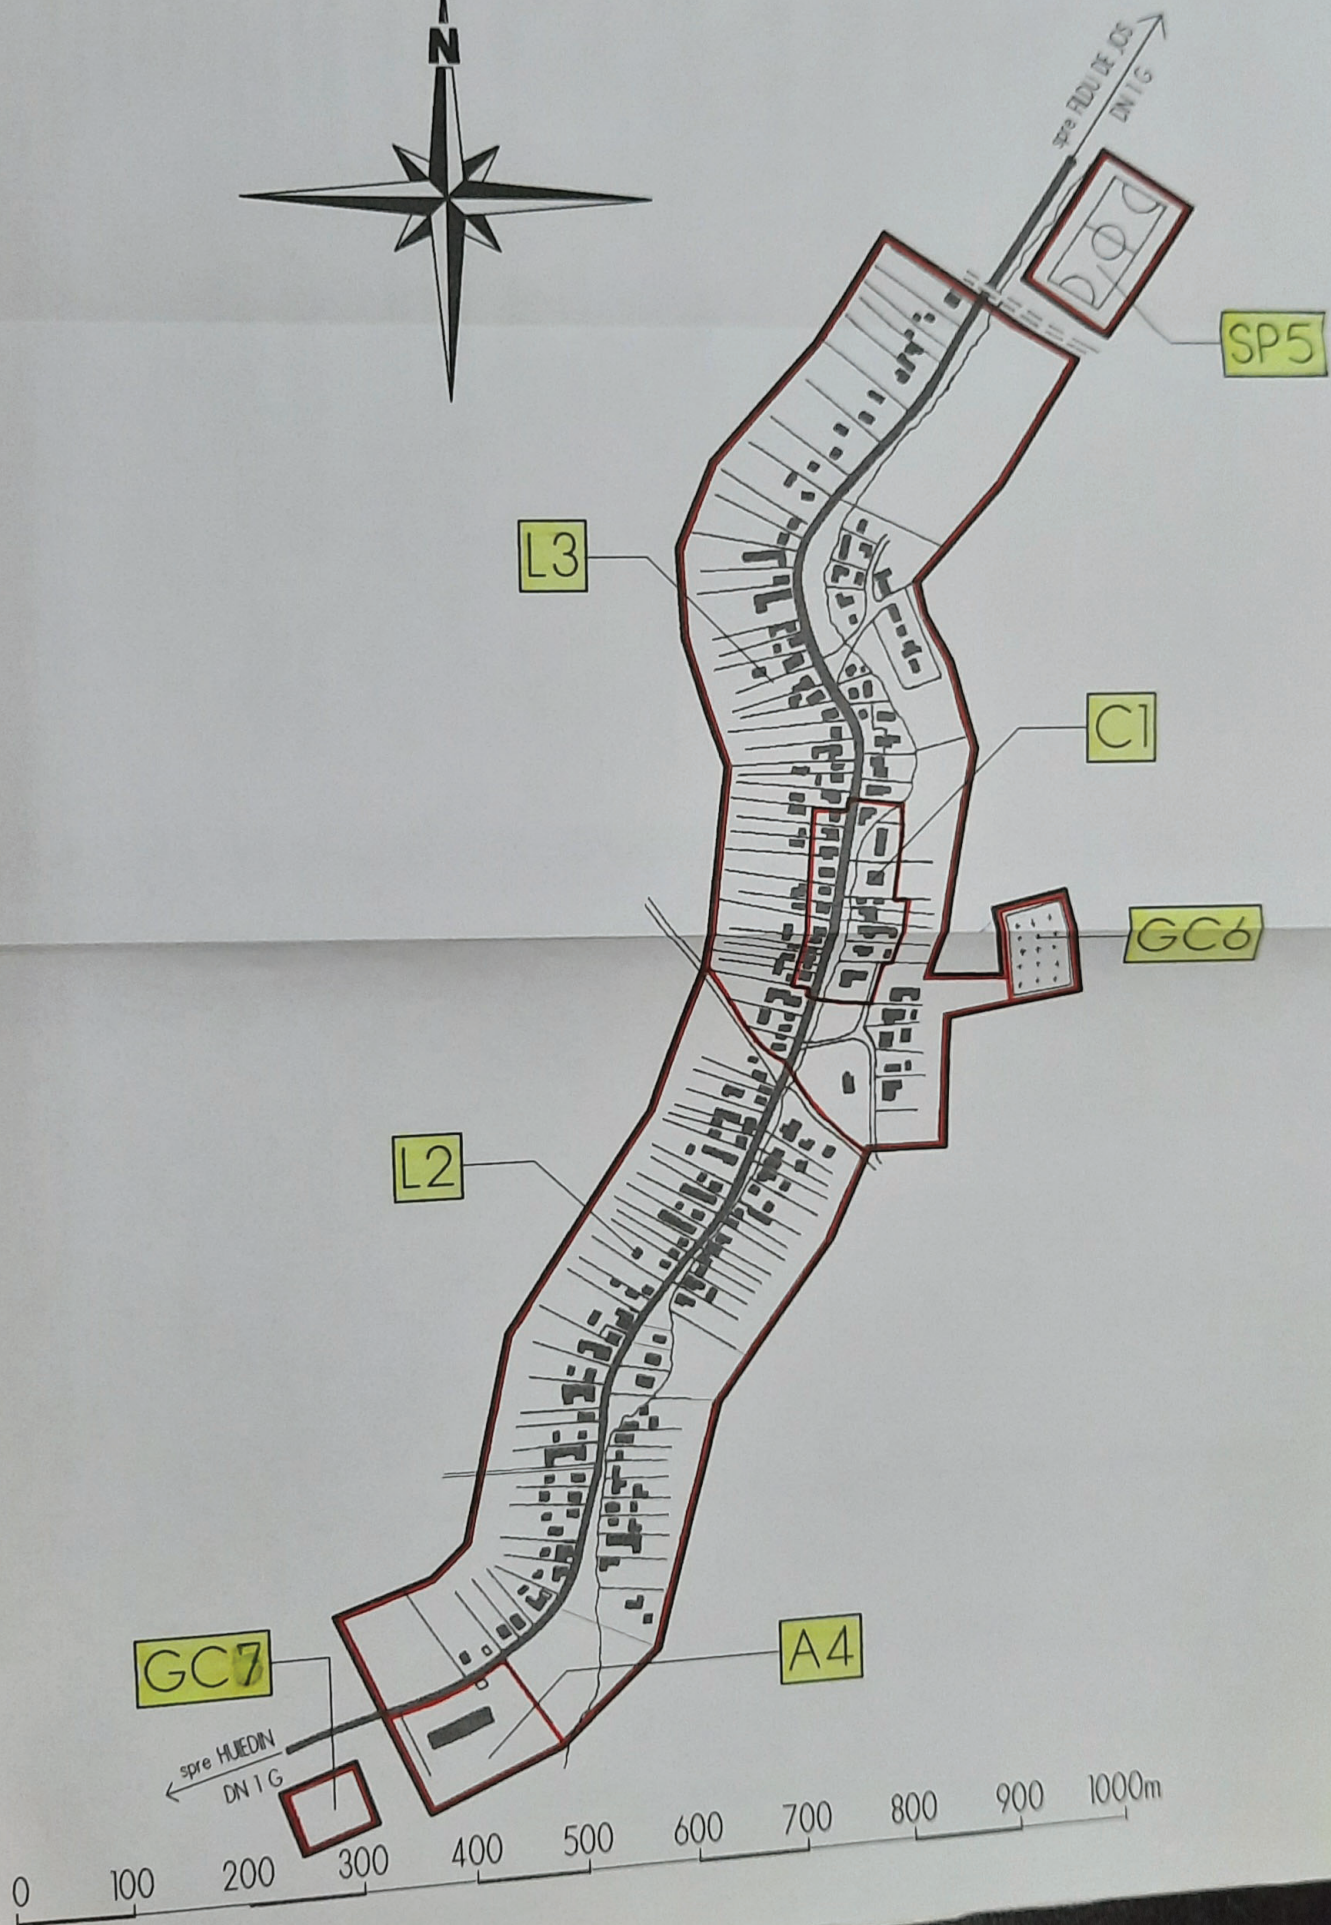 N
spre FILDU DE JOS
DN 1 G
SP5
L3
C1
GC6
L2
GC7
A4
spre HUEDIN
DN 1 G
0 100 200 300 400 500 600 700 800 900 1000m